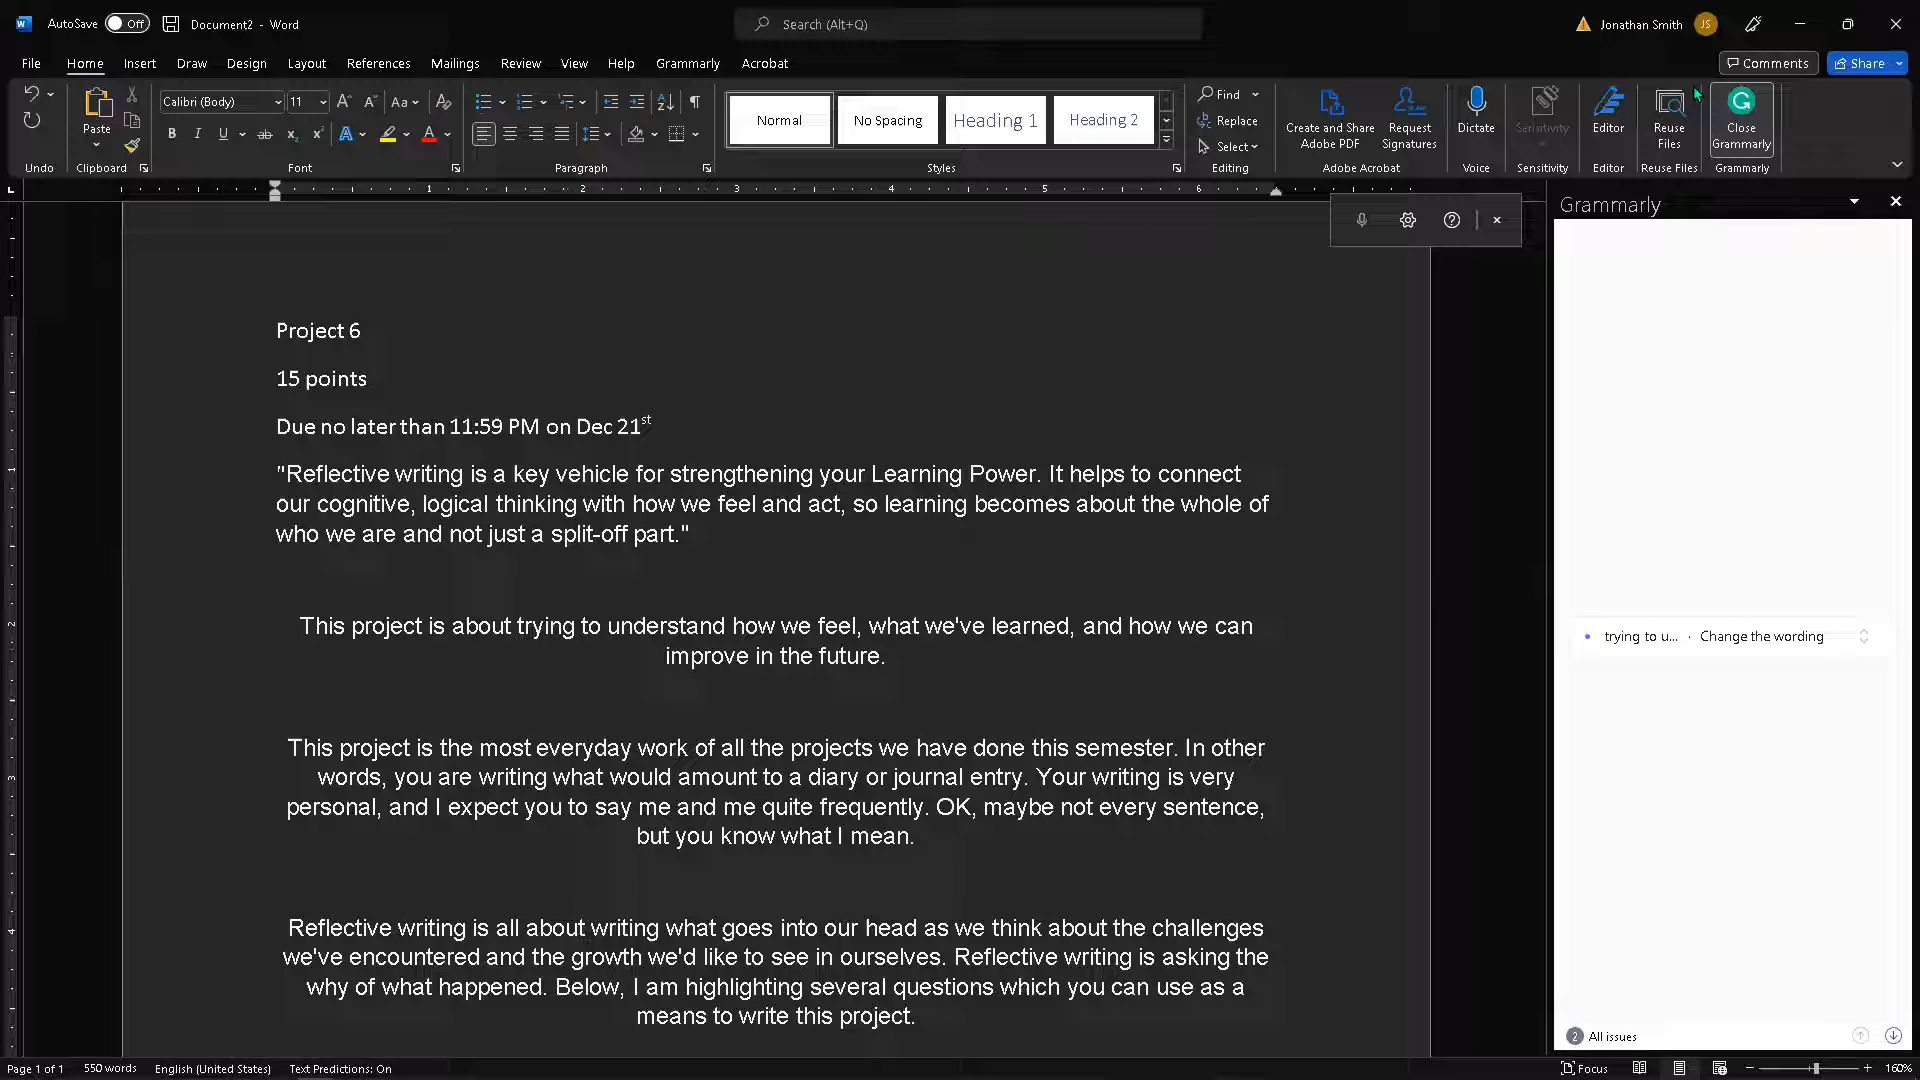 AutoSave Off Document2 - Word Search (Alt+Q) Jonathan Smith JS
File Home Insert Draw Design Layout References Mailings Review View Help Grammarly Acrobat Comments Share
Calibri (Body) 11 Aa
Paste
Normal No Spacing Heading 1 Heading 2
Find
Replace
Select
Create and Share Adobe PDF
Request Signatures
Dictate
Sensitivity
Editor
Reuse Files
Close Grammarly
Undo Clipboard Font Paragraph Styles Editing Adobe Acrobat Voice Sensitivity Editor Reuse Files Grammarly
1 2 3 4 5 6
Grammarly
Project 6
15 points
Due no later than 11:59 PM on Dec 21st
"Reflective writing is a key vehicle for strengthening your Learning Power. It helps to connect
our cognitive, logical thinking with how we feel and act, so learning becomes about the whole of
who we are and not just a split-off part."
This project is about trying to understand how we feel, what we've learned, and how we can
improve in the future.
trying to u... · Change the wording
This project is the most everyday work of all the projects we have done this semester. In other
words, you are writing what would amount to a diary or journal entry. Your writing is very
personal, and I expect you to say me and me quite frequently. OK, maybe not every sentence,
but you know what I mean.
Reflective writing is all about writing what goes into our head as we think about the challenges
we've encountered and the growth we'd like to see in ourselves. Reflective writing is asking the
why of what happened. Below, I am highlighting several questions which you can use as a
means to write this project.
2 All issues
Page 1 of 1 550 words English (United States) Text Predictions: On Focus 160%